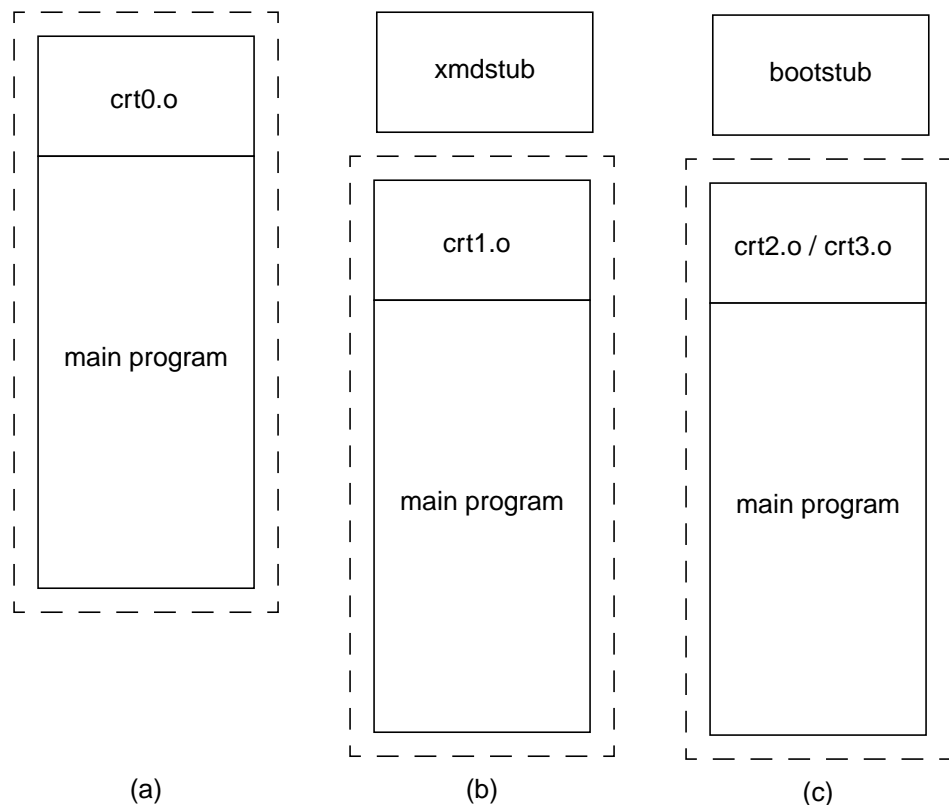 crt0.o
main program
(a)
xmdstub
crt1.o
main program
(b)
bootstub
crt2.o / crt3.o
main program
(c)